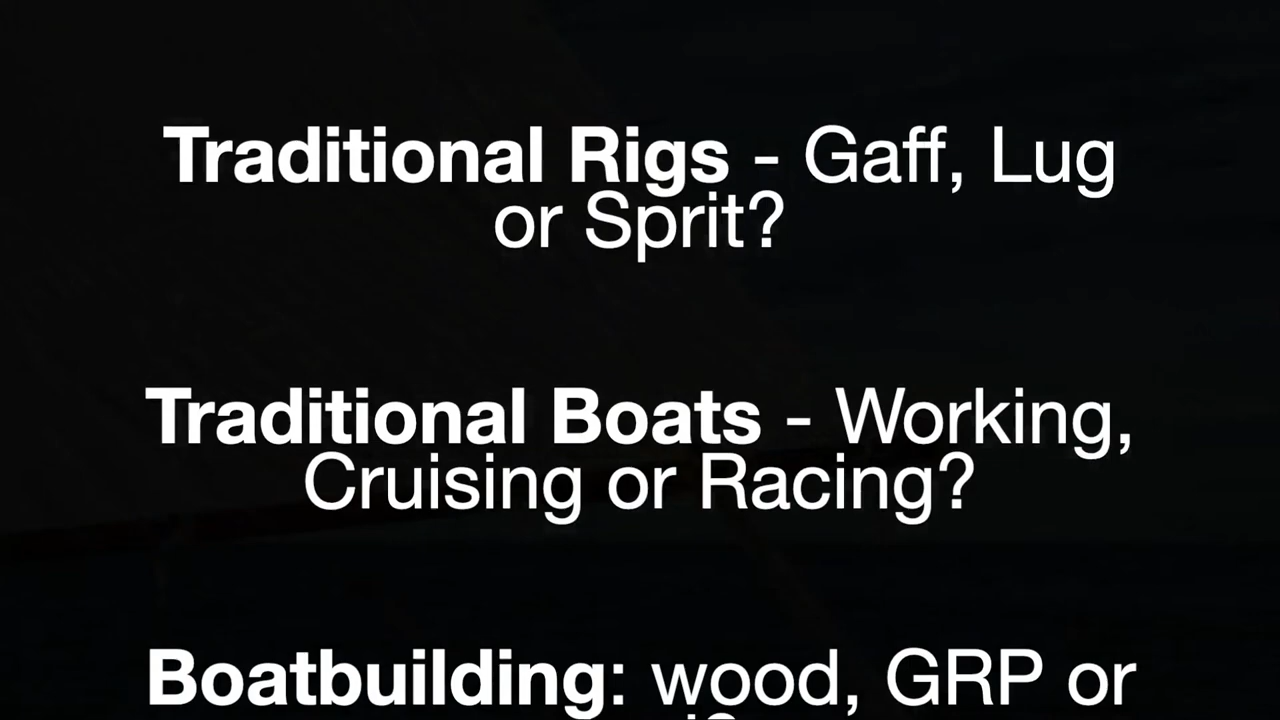 Traditional Rigs - Gaff, Lug
or Sprit?
Traditional Boats - Working,
Cruising or Racing?
Boatbuilding: wood, GRP or